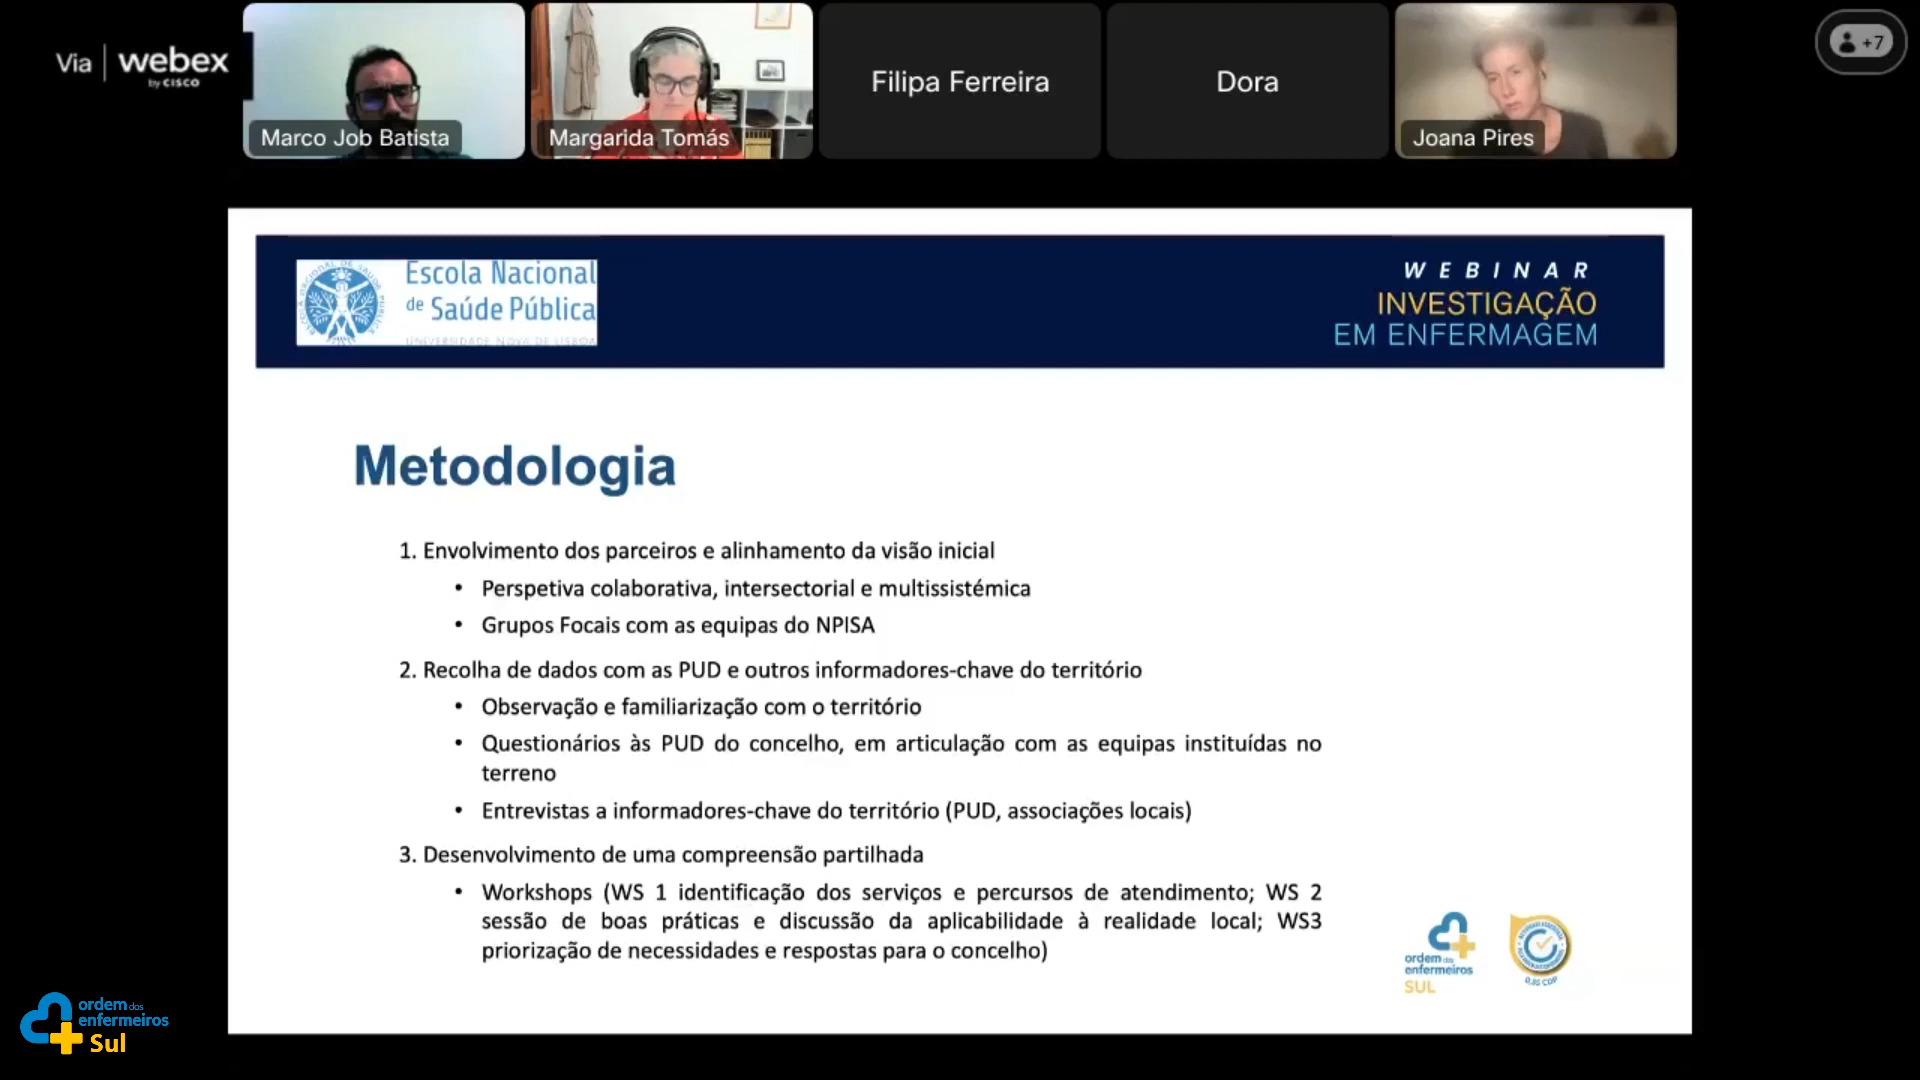 Via webex
by CISCO
Marco Job Batista
Margarida Tomás
Filipa Ferreira
Dora
Joana Pires
+7
Escola Nacional
de Saúde Pública
UNIVERSIDADE NOVA DE LISBOA
WEBINAR
INVESTIGAÇÃO
EM ENFERMAGEM
Metodologia
1. Envolvimento dos parceiros e alinhamento da visão inicial
• Perspetiva colaborativa, intersectorial e multissistémica
• Grupos Focais com as equipas do NPISA
2. Recolha de dados com as PUD e outros informadores-chave do território
• Observação e familiarização com o território
• Questionários às PUD do concelho, em articulação com as equipas instituídas no
terreno
• Entrevistas a informadores-chave do território (PUD, associações locais)
3. Desenvolvimento de uma compreensão partilhada
• Workshops (WS 1 identificação dos serviços e percursos de atendimento; WS 2
sessão de boas práticas e discussão da aplicabilidade à realidade local; WS3
priorização de necessidades e respostas para o concelho)
ordem dos
enfermeiros
SUL
0,35 CDP
ordem dos
enfermeiros
Sul